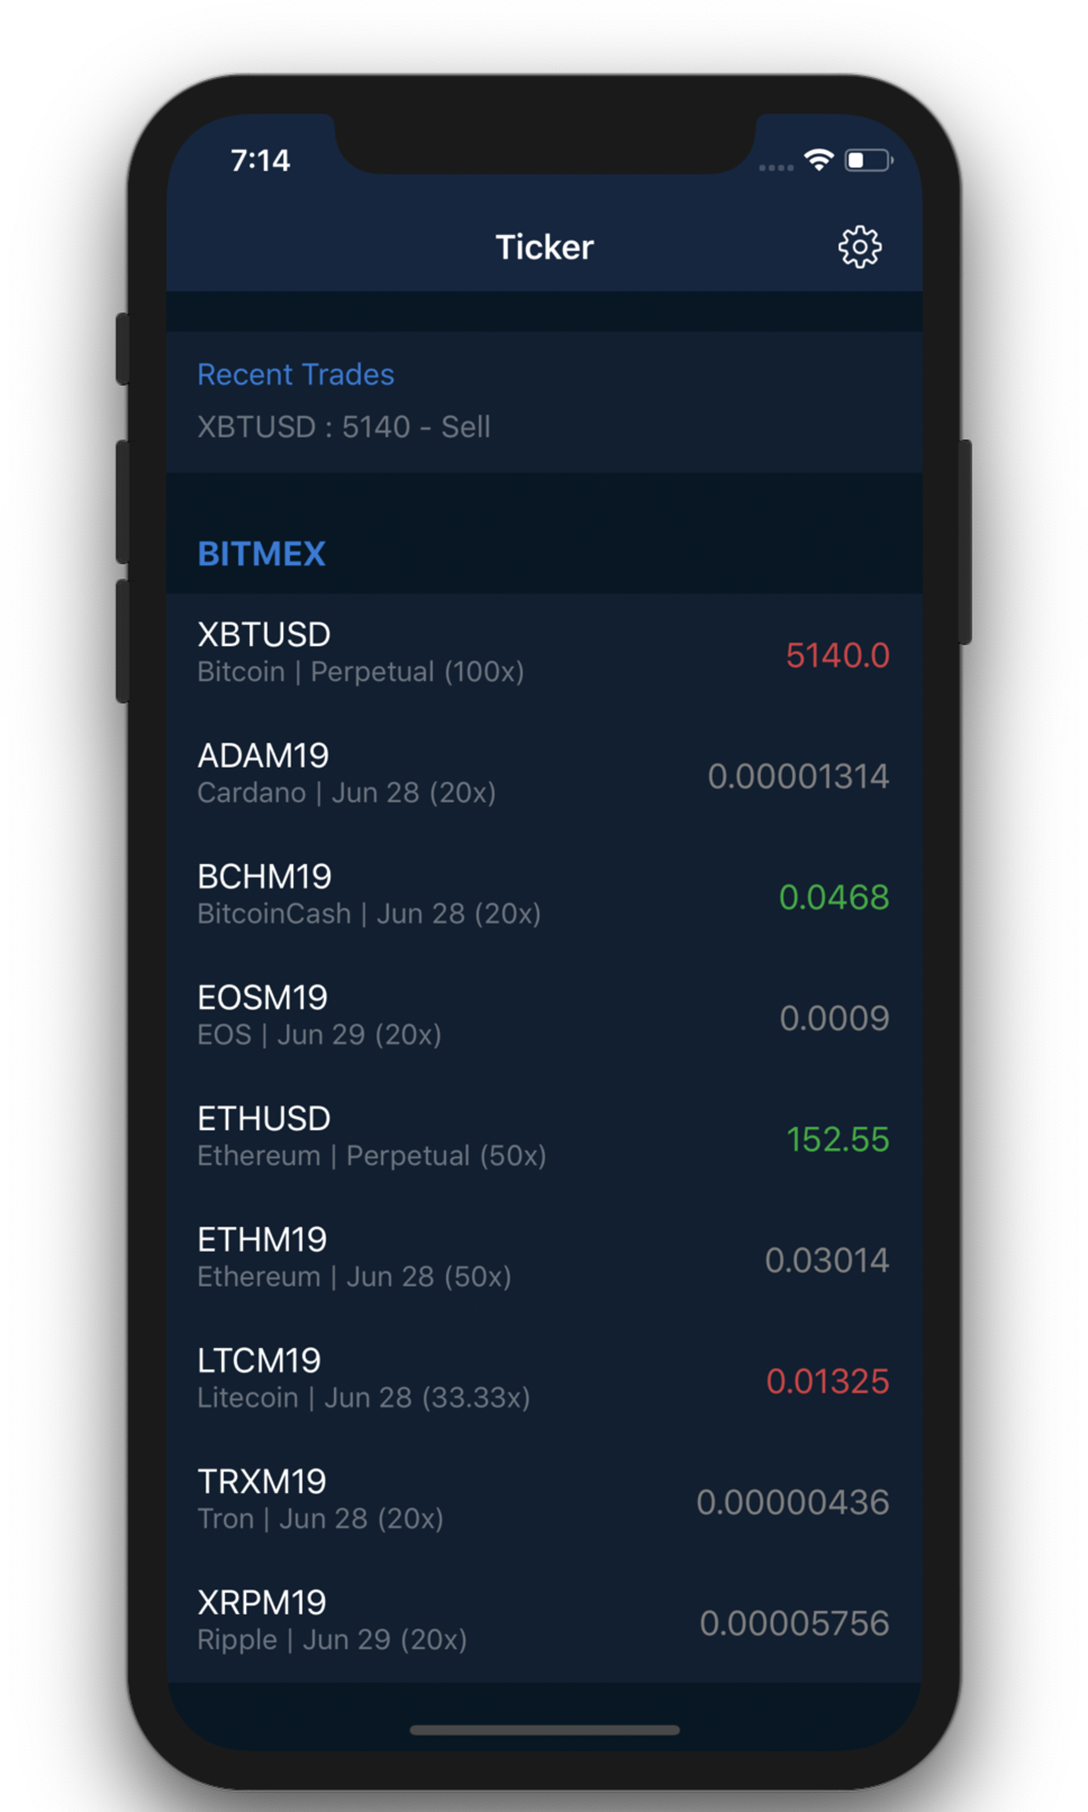 7:14
Ticker
Recent Trades
XBTUSD : 5140 - Sell
BITMEX
XBTUSD
Bitcoin | Perpetual (100x)
5140.0
ADAM19
Cardano | Jun 28 (20x)
0.00001314
BCHM19
BitcoinCash | Jun 28 (20x)
0.0468
EOSM19
EOS | Jun 29 (20x)
0.0009
ETHUSD
Ethereum | Perpetual (50x)
152.55
ETHM19
Ethereum | Jun 28 (50x)
0.03014
LTCM19
Litecoin | Jun 28 (33.33x)
0.01325
TRXM19
Tron | Jun 28 (20x)
0.00000436
XRPM19
Ripple | Jun 29 (20x)
0.00005756